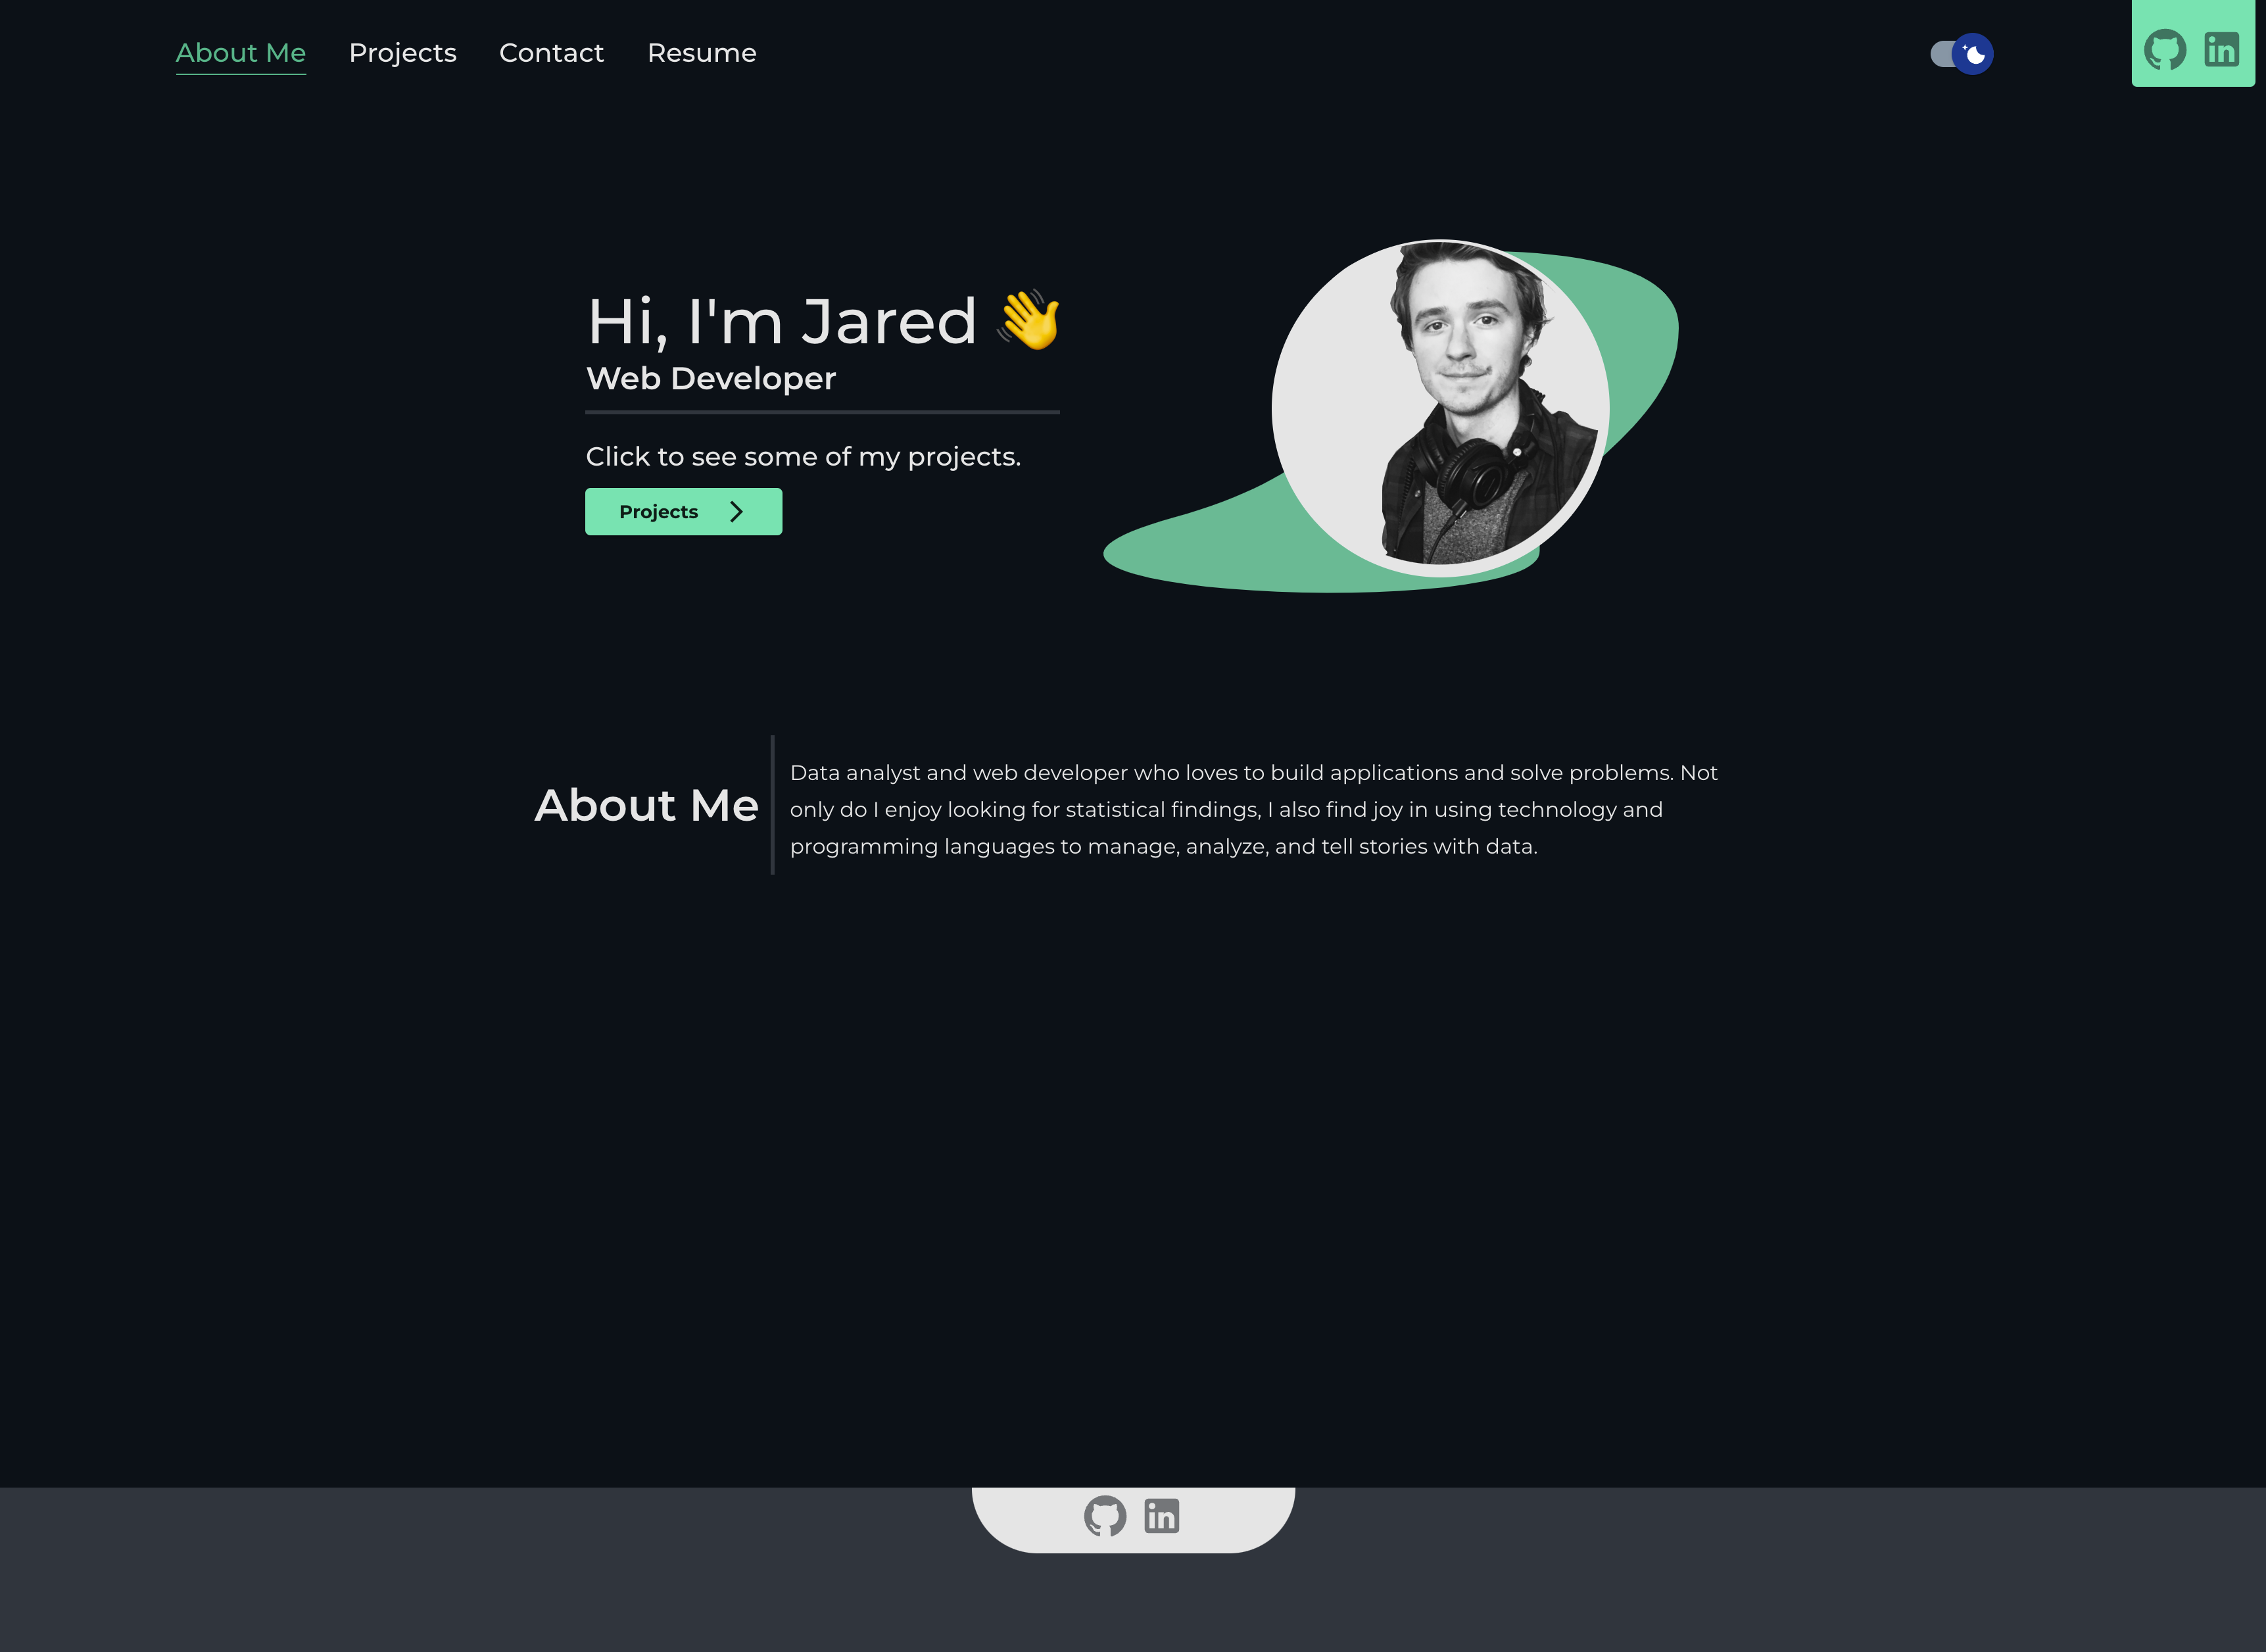 About Me Projects Contact Resume
Hi, I'm Jared 👋
Web Developer
Click to see some of my projects.
Projects
About Me
Data analyst and web developer who loves to build applications and solve problems. Not
only do I enjoy looking for statistical findings, I also find joy in using technology and
programming languages to manage, analyze, and tell stories with data.